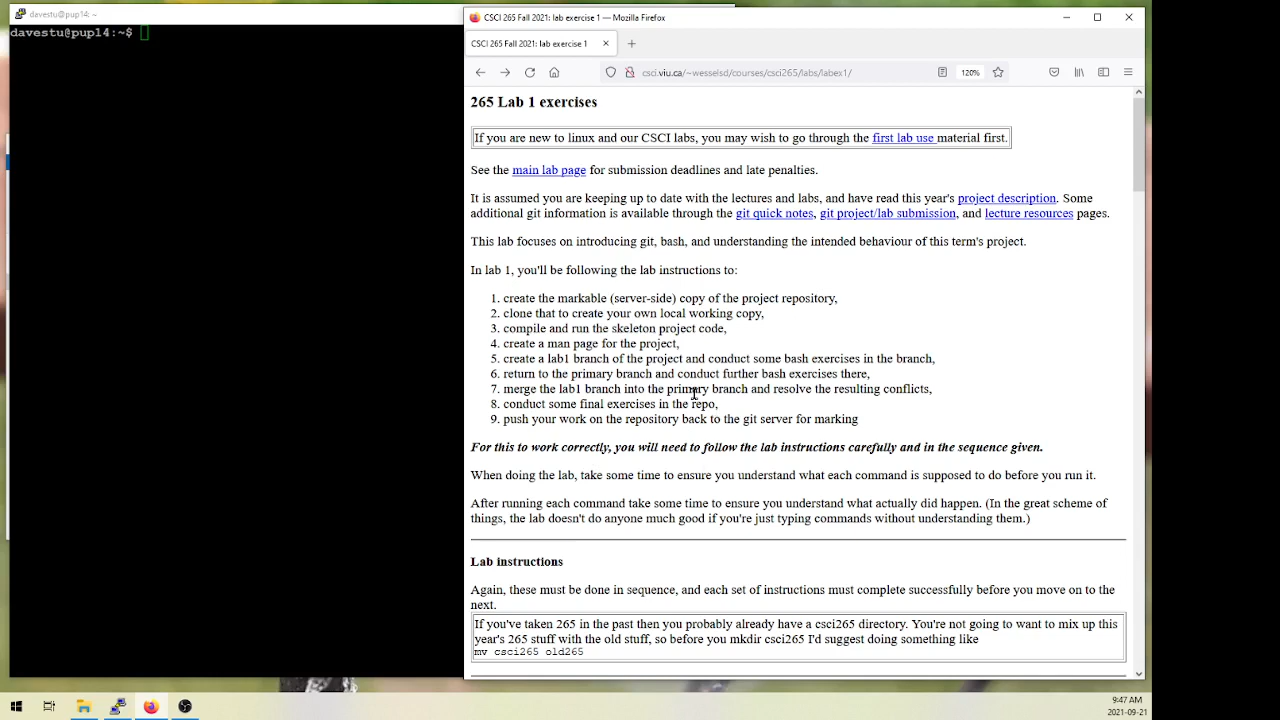 davestu@pup14: ~
davestu@pup14:~$
CSCI 265 Fall 2021: lab exercise 1 — Mozilla Firefox
CSCI 265 Fall 2021: lab exercise 1
csci.viu.ca/~wesselsd/courses/csci265/labs/labex1/
120%
265 Lab 1 exercises
If you are new to linux and our CSCI labs, you may wish to go through the first lab use material first.
See the main lab page for submission deadlines and late penalties.
It is assumed you are keeping up to date with the lectures and labs, and have read this year's project description. Some
additional git information is available through the git quick notes, git project/lab submission, and lecture resources pages.
This lab focuses on introducing git, bash, and understanding the intended behaviour of this term's project.
In lab 1, you'll be following the lab instructions to:
1. create the markable (server-side) copy of the project repository,
2. clone that to create your own local working copy,
3. compile and run the skeleton project code,
4. create a man page for the project,
5. create a lab1 branch of the project and conduct some bash exercises in the branch,
6. return to the primary branch and conduct further bash exercises there,
7. merge the lab1 branch into the primary branch and resolve the resulting conflicts,
8. conduct some final exercises in the repo,
9. push your work on the repository back to the git server for marking
For this to work correctly, you will need to follow the lab instructions carefully and in the sequence given.
When doing the lab, take some time to ensure you understand what each command is supposed to do before you run it.
After running each command take some time to ensure you understand what actually did happen. (In the great scheme of
things, the lab doesn't do anyone much good if you're just typing commands without understanding them.)
Lab instructions
Again, these must be done in sequence, and each set of instructions must complete successfully before you move on to the
next.
If you've taken 265 in the past then you probably already have a csci265 directory. You're not going to want to mix up this
year's 265 stuff with the old stuff, so before you mkdir csci265 I'd suggest doing something like
mv csci265 old265
9:47 AM
2021-09-21